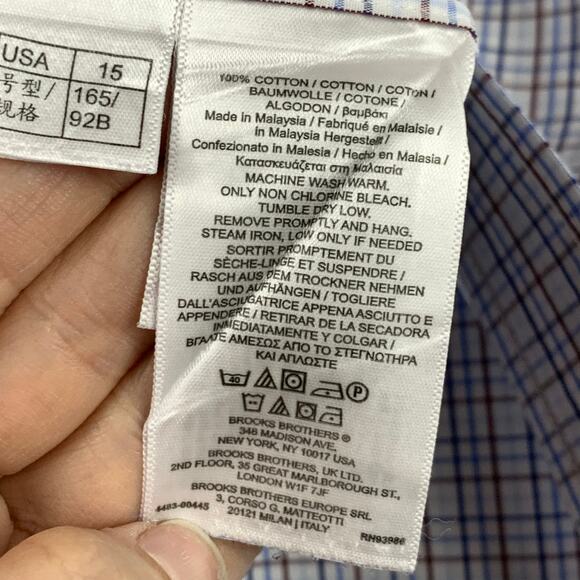 USA 15
号型/ 165/
规格 92B
100% COTTON / COTTON / COTON /
BAUMWOLLE / COTONE /
ALGODON / βαμβάκι
Made in Malaysia / Fabriqué en Malaisie /
in Malaysia Hergestellt /
Confezionato in Malesia / Hecho en Malasia /
Κατασκευάζεται στη Μαλαισία
MACHINE WASH WARM.
ONLY NON CHLORINE BLEACH.
TUMBLE DRY LOW.
REMOVE PROMPTLY AND HANG.
STEAM IRON, LOW ONLY IF NEEDED
SORTIR PROMPTEMENT DU
SÈCHE-LINGE ET SUSPENDRE /
RASCH AUS DEM TROCKNER NEHMEN
UND AUFHÄNGEN / TOGLIERE
DALL'ASCIUGATRICE APPENA ASCIUTTO E
APPENDERE / RETIRAR DE LA SECADORA
INMEDIATAMENTE Y COLGAR /
ΒΓΑΛΤΕ ΑΜΕΣΩΣ ΑΠΟ ΤΟ ΣΤΕΓΝΩΤΗΡΑ
ΚΑΙ ΑΠΛΩΣΤΕ
40 P
BROOKS BROTHERS ®
346 MADISON AVE,
NEW YORK, NY 10017 USA
BROOKS BROTHERS, UK LTD.
2ND FLOOR, 35 GREAT MARLBOROUGH ST.,
LONDON W1F 7JF
BROOKS BROTHERS EUROPE SRL
3, CORSO G. MATTEOTTI
20121 MILAN | ITALY
4483-00445 RN93986